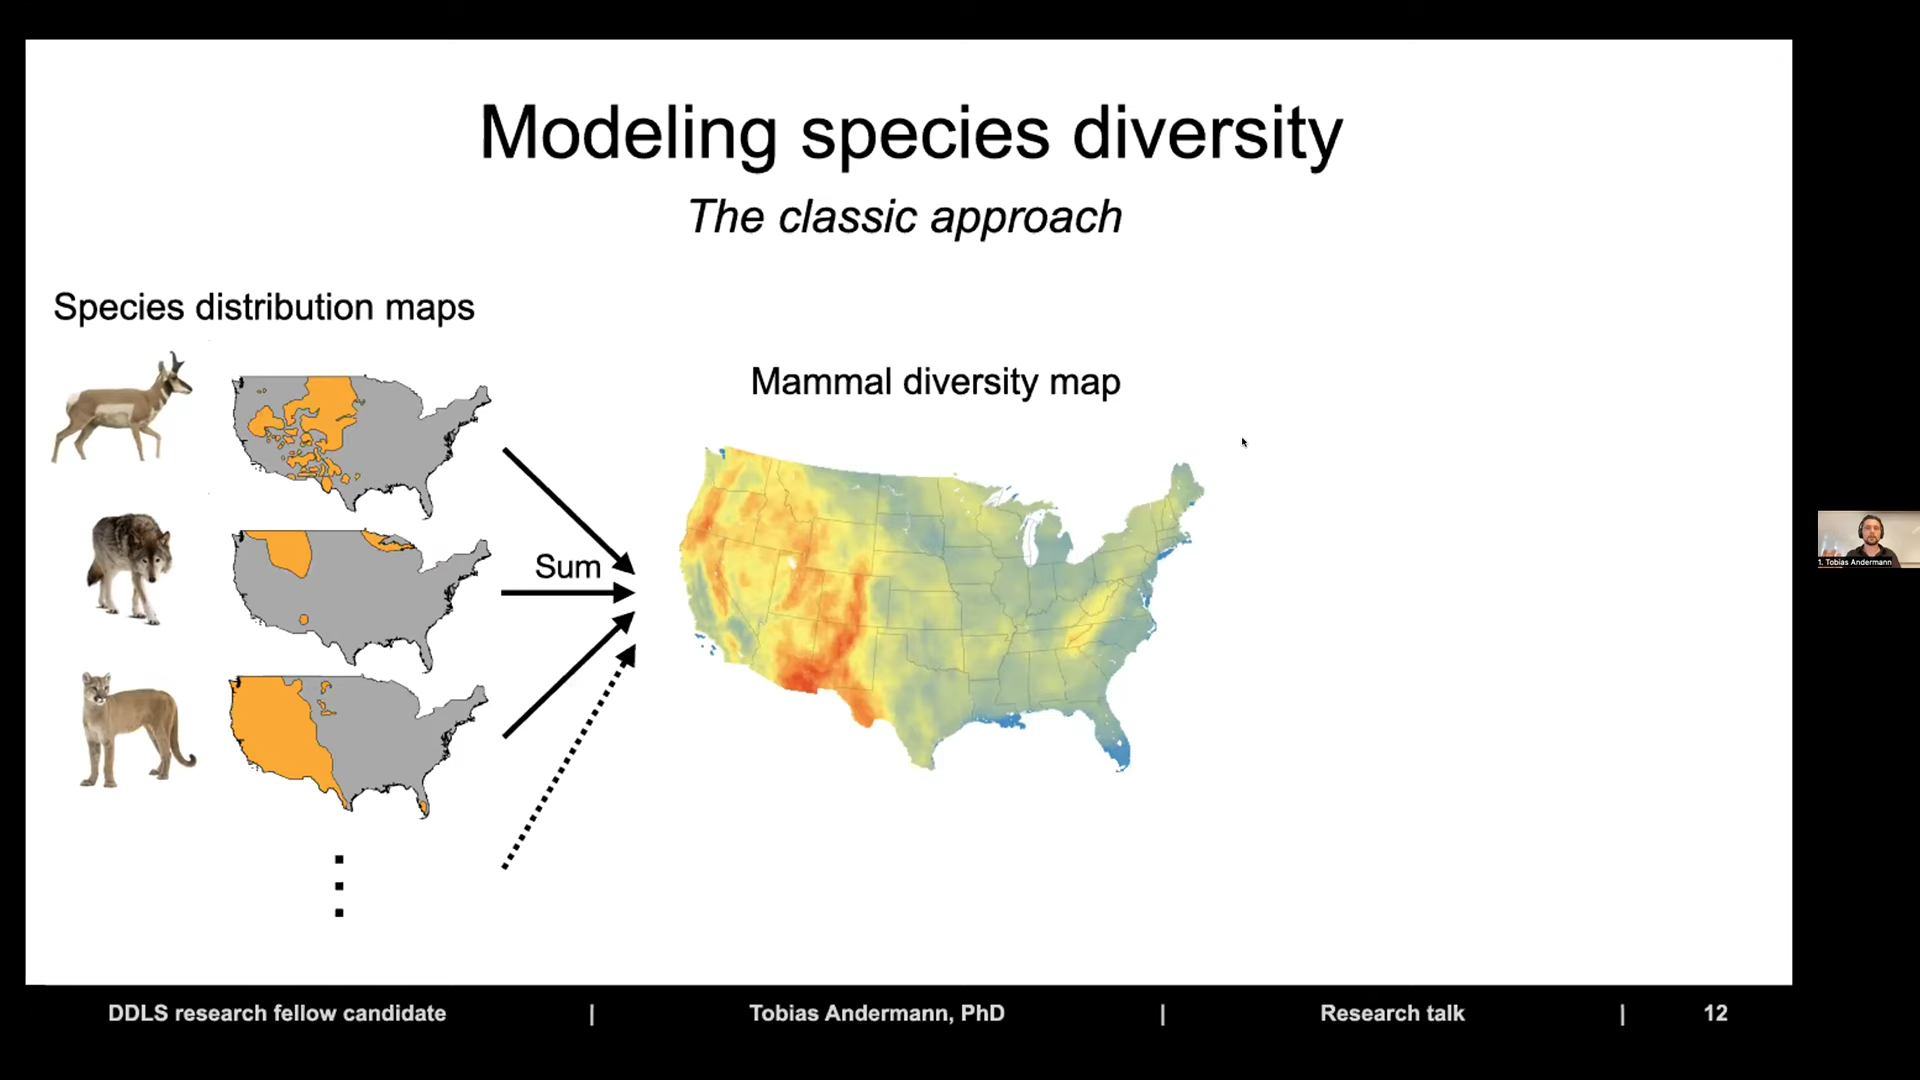 Modeling species diversity
The classic approach
Species distribution maps
Mammal diversity map
Sum
1. Tobias Andermann
DDLS research fellow candidate | Tobias Andermann, PhD | Research talk | 12